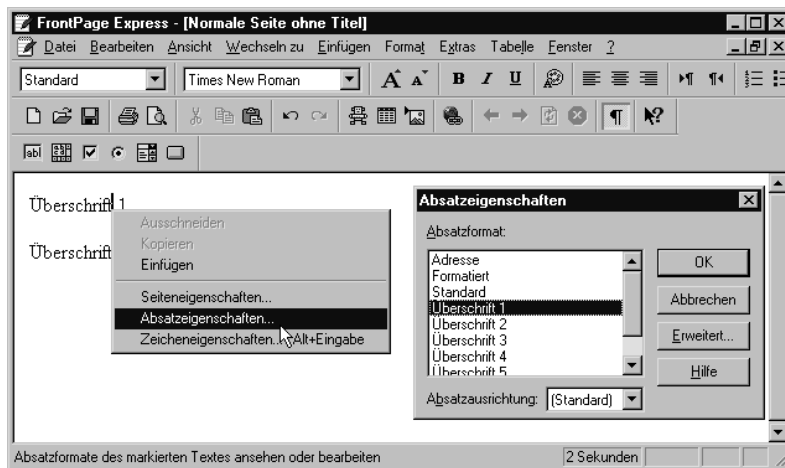 FrontPage Express - [Normale Seite ohne Titel]
Datei Bearbeiten Ansicht Wechseln zu Einfügen Format Extras Tabelle Fenster ?
Standard Times New Roman A A B I U
abl
Überschrift 1
Überschrift
Ausschneiden
Kopieren
Einfügen
Seiteneigenschaften...
Absatzeigenschaften...
Zeicheneigenschaften... Alt+Eingabe
Absatzeigenschaften
Absatzformat:
Adresse
Formatiert
Standard
Überschrift 1
Überschrift 2
Überschrift 3
Überschrift 4
Überschrift 5
Absatzausrichtung: (Standard)
OK
Abbrechen
Erweitert...
Hilfe
Absatzformate des markierten Textes ansehen oder bearbeiten 2 Sekunden